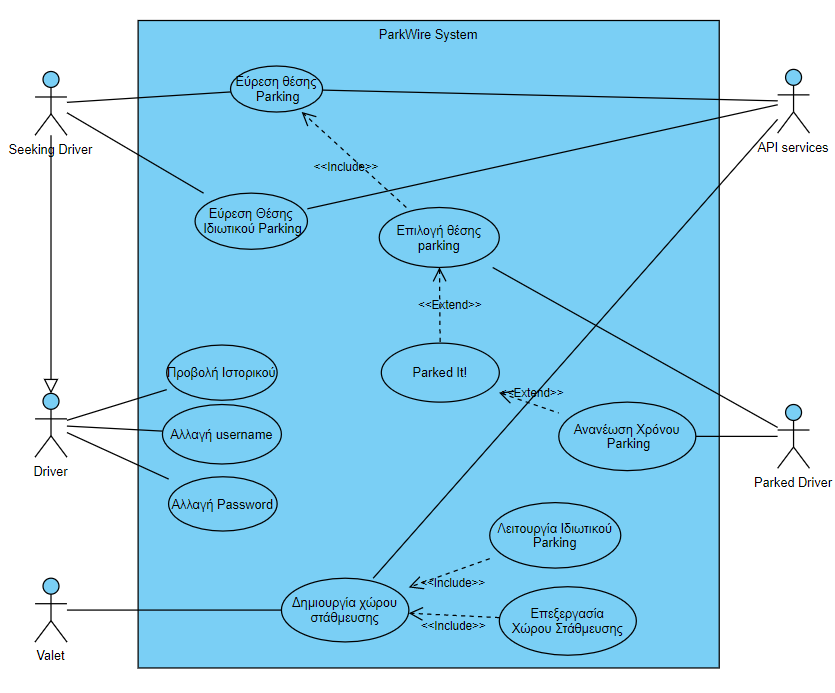 ParkWire System
Εύρεση θέσης
Parking
Seeking Driver
API services
<<Include>>
Εύρεση Θέσης
Ιδιωτικού Parking
Επιλογή θέσης
parking
<<Extend>>
Προβολή Ιστορικού
Parked It!
<<Extend>>
Αλλαγή username
Ανανέωση Χρόνου
Parking
Driver
Parked Driver
Αλλαγή Password
Λειτουργία Ιδιωτικού
Parking
<<Include>>
Δημιουργία χώρου
στάθμευσης
Επεξεργασία
Χώρου Στάθμευσης
<<Include>>
Valet